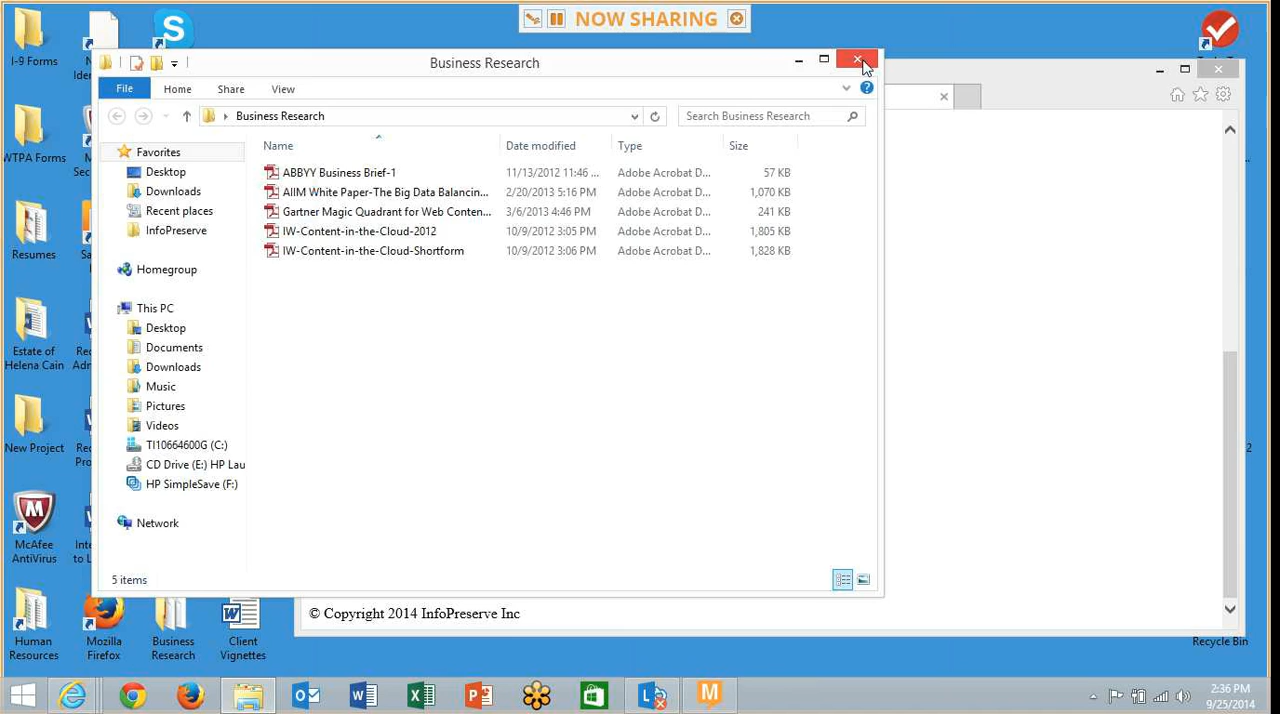 NOW SHARING
I-9 Forms
Business Research
File
Home
Share
View
Business Research
Search Business Research
Name
Date modified
Type
Size
Favorites
Desktop
Downloads
Recent places
InfoPreserve
Homegroup
This PC
Desktop
Documents
Downloads
Music
Pictures
Videos
TI10664600G (C:)
CD Drive (E:) HP Lau
HP SimpleSave (F:)
Network
ABBYY Business Brief-1 11/13/2012 11:46 ... Adobe Acrobat D... 57 KB
AIIM White Paper-The Big Data Balancin... 2/20/2013 5:16 PM Adobe Acrobat D... 1,070 KB
Gartner Magic Quadrant for Web Conten... 3/6/2013 4:46 PM Adobe Acrobat D... 241 KB
IW-Content-in-the-Cloud-2012 10/9/2012 3:05 PM Adobe Acrobat D... 1,805 KB
IW-Content-in-the-Cloud-Shortform 10/9/2012 3:06 PM Adobe Acrobat D... 1,828 KB
5 items
WTPA Forms
Resumes
Estate of
Helena Cain
New Project
McAfee
AntiVirus
Human
Resources
Mozilla
Firefox
Business
Research
Client
Vignettes
© Copyright 2014 InfoPreserve Inc
Recycle Bin
2:36 PM
9/25/2014